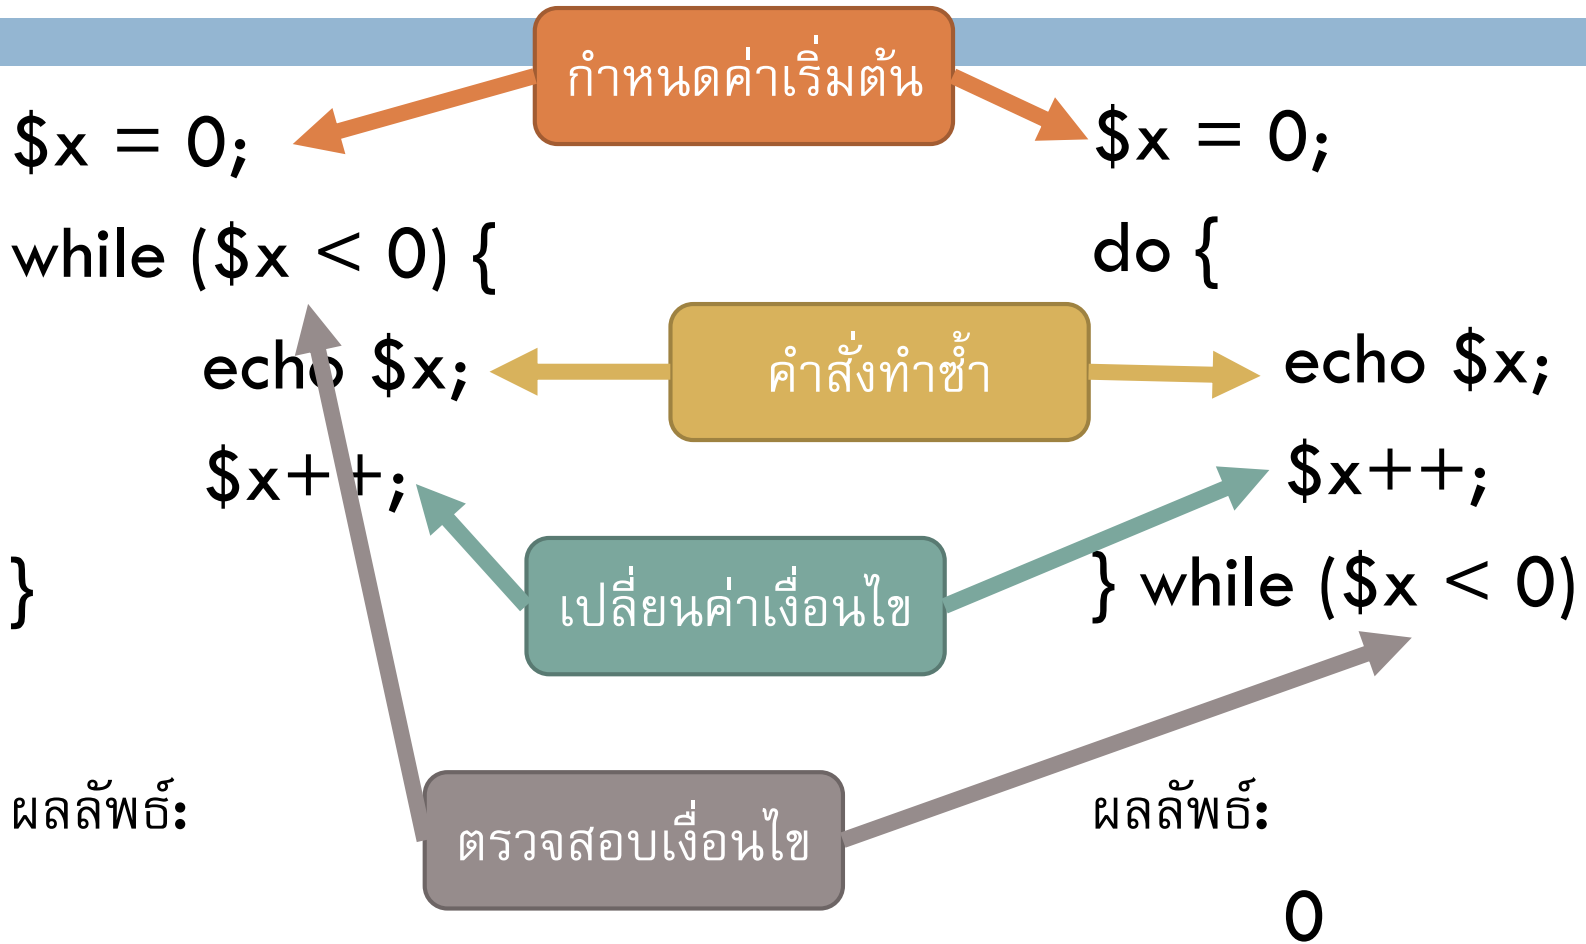 กำหนดค่าเริ่มต้น
$x = 0;
while ($x < 0) {
echo $x;
$x++;
}
ผลลัพธ์:
คำสั่งทำซ้ำ
เปลี่ยนค่าเงื่อนไข
ตรวจสอบเงื่อนไข
$x = 0;
do {
echo $x;
$x++;
} while ($x < 0)
ผลลัพธ์:
0